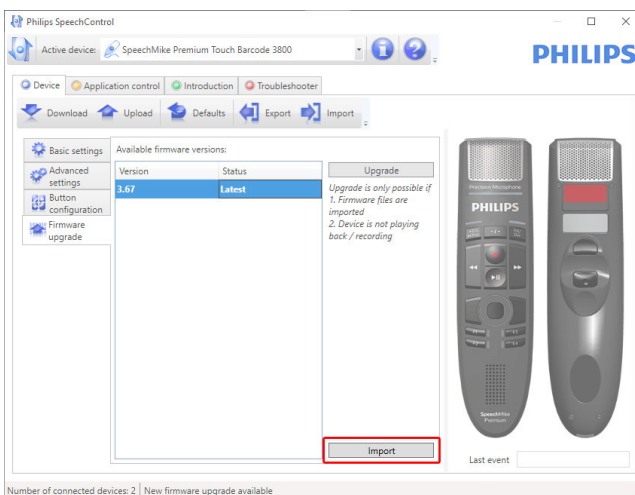 Philips SpeechControl
Active device: SpeechMike Premium Touch Barcode 3800
PHILIPS
Device Application control Introduction Troubleshooter
Download Upload Defaults Export Import
Basic settings
Advanced
settings
Button
configuration
Firmware
upgrade
Available firmware versions:
Version Status
3.67 Latest
Upgrade
Upgrade is only possible if
1. Firmware files are
imported
2. Device is not playing
back / recording
Import
Precision Microphone
PHILIPS
SpeechMike
Premium
Last event
Number of connected devices: 2 New firmware upgrade available